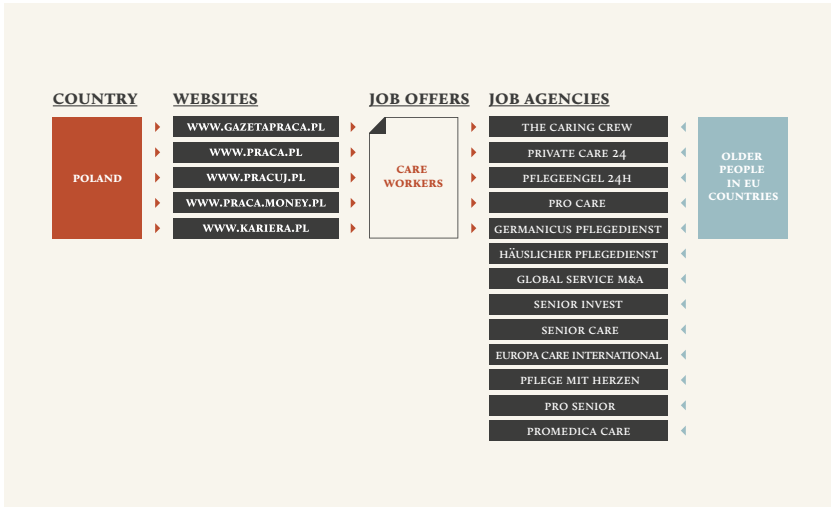 COUNTRY
WEBSITES
JOB OFFERS
JOB AGENCIES
POLAND
WWW.GAZETAPRACA.PL
WWW.PRACA.PL
WWW.PRACUJ.PL
WWW.PRACA.MONEY.PL
WWW.KARIERA.PL
CARE
WORKERS
THE CARING CREW
PRIVATE CARE 24
PFLEGEENGEL 24H
PRO CARE
GERMANICUS PFLEGEDIENST
HÄUSLICHER PFLEGEDIENST
GLOBAL SERVICE M&A
SENIOR INVEST
SENIOR CARE
EUROPA CARE INTERNATIONAL
PFLEGE MIT HERZEN
PRO SENIOR
PROMEDICA CARE
OLDER
PEOPLE
IN EU
COUNTRIES